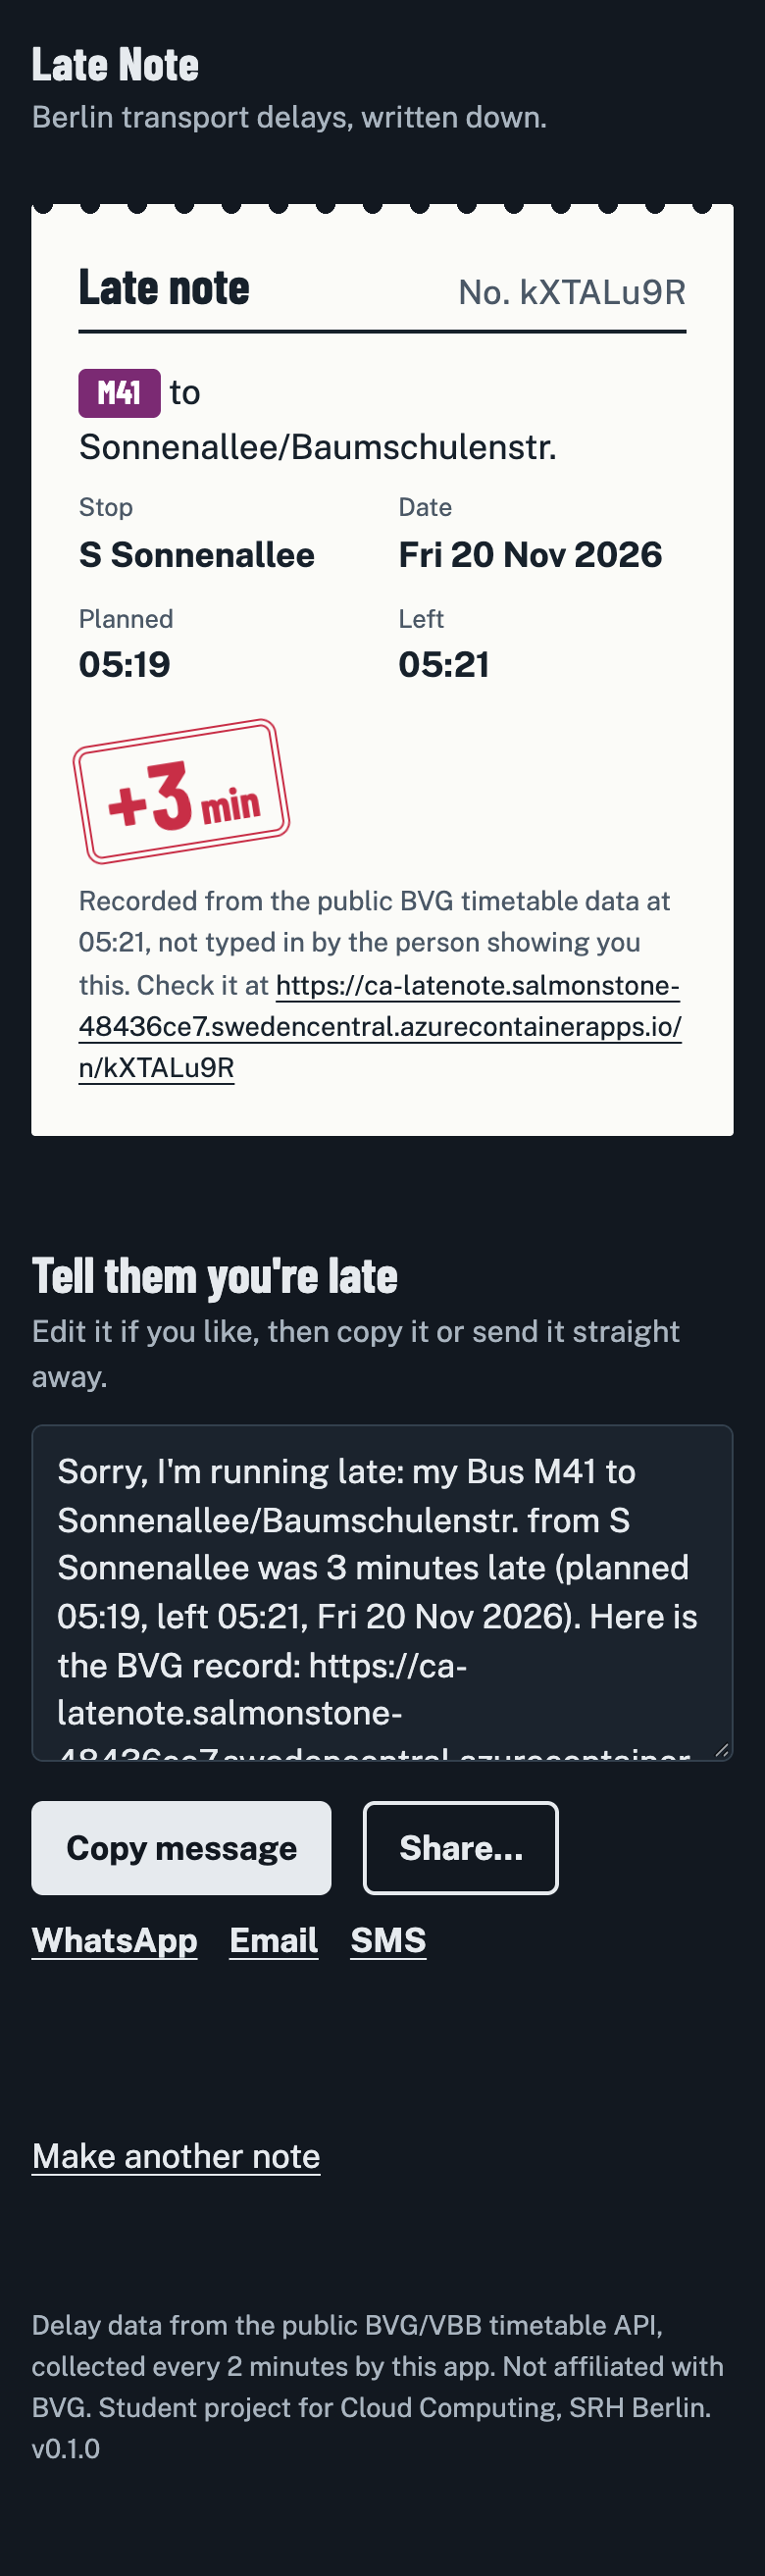 Late Note
Berlin transport delays, written down.
Late note No. kXTALu9R
M41 to
Sonnenallee/Baumschulenstr.
Stop Date
S Sonnenallee Fri 20 Nov 2026
Planned Left
05:19 05:21
+3 min
Recorded from the public BVG timetable data at
05:21, not typed in by the person showing you
this. Check it at https://ca-latenote.salmonstone-
48436ce7.swedencentral.azurecontainerapps.io/
n/kXTALu9R
Tell them you're late
Edit it if you like, then copy it or send it straight
away.
Sorry, I'm running late: my Bus M41 to
Sonnenallee/Baumschulenstr. from S
Sonnenallee was 3 minutes late (planned
05:19, left 05:21, Fri 20 Nov 2026). Here is
the BVG record: https://ca-
latenote.salmonstone-
48436ce7.swedencentral.azurecontainer
Copy message Share...
WhatsApp Email SMS
Make another note
Delay data from the public BVG/VBB timetable API,
collected every 2 minutes by this app. Not affiliated with
BVG. Student project for Cloud Computing, SRH Berlin.
v0.1.0